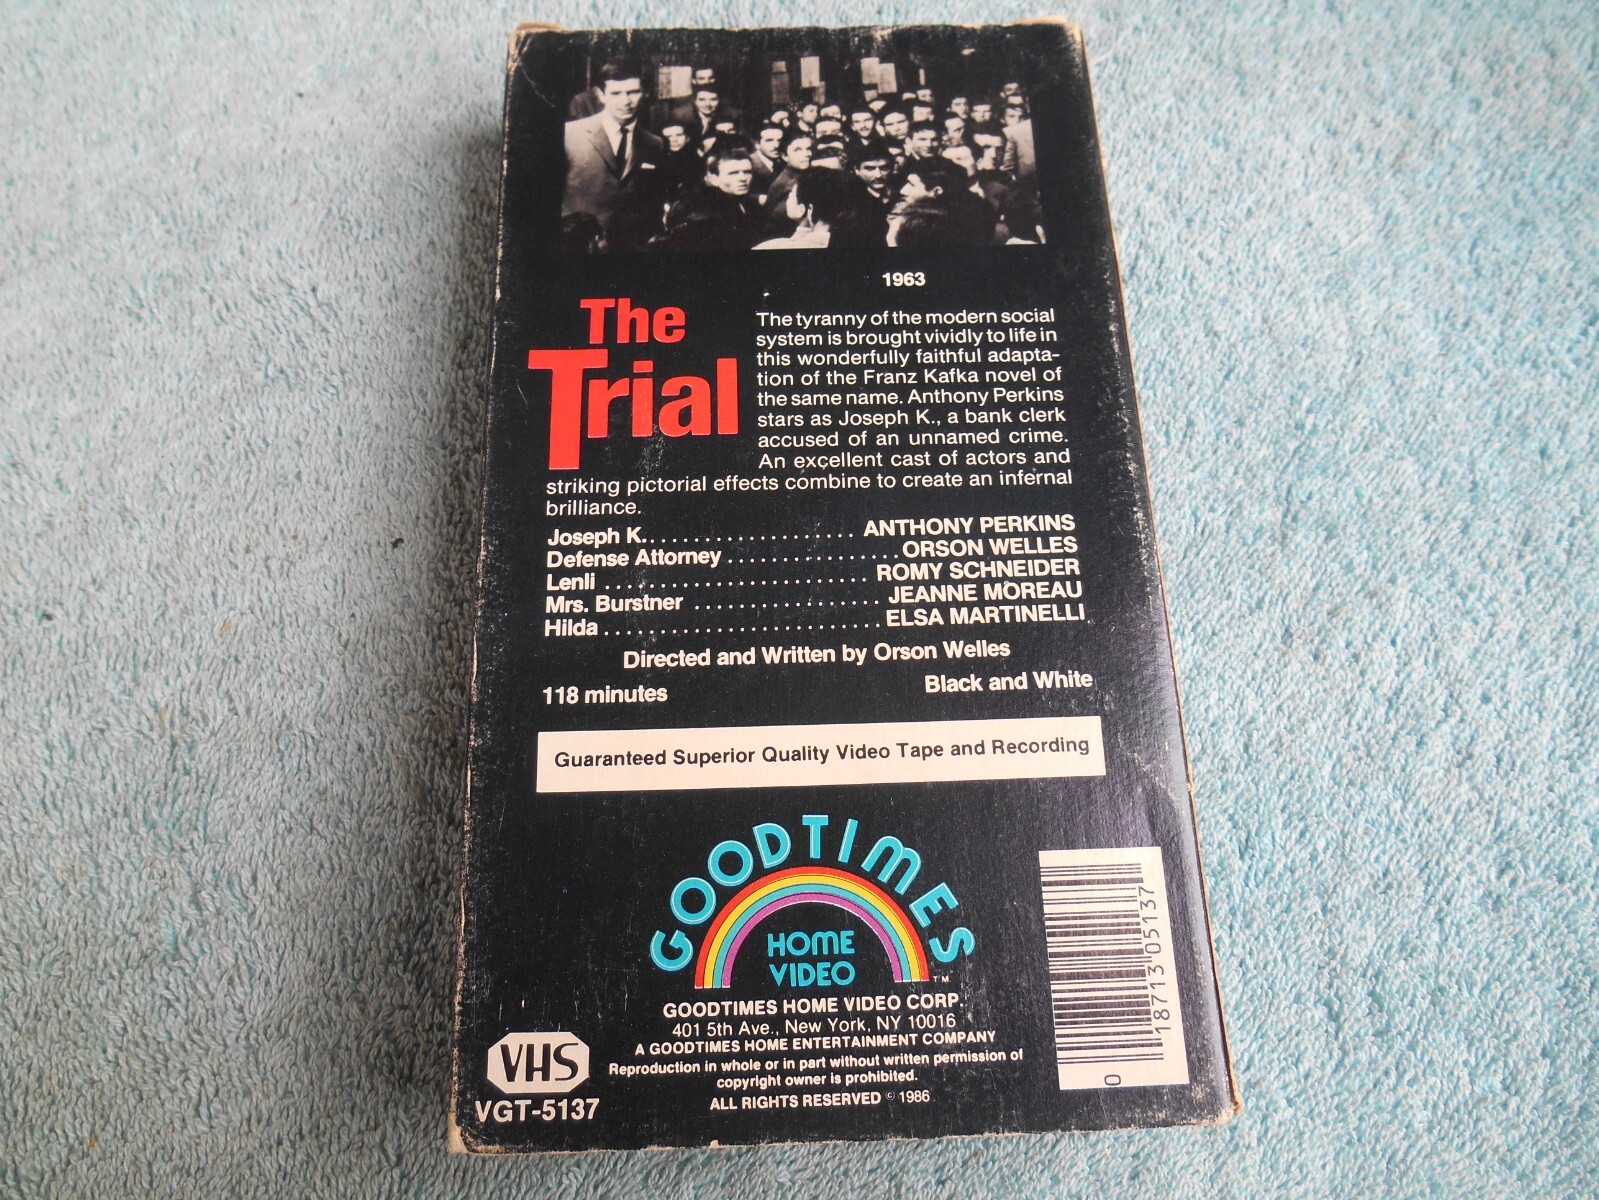 1963
The
Trial
The tyranny of the modern social
system is brought vividly to life in
this wonderfully faithful adapta-
tion of the Franz Kafka novel of
the same name. Anthony Perkins
stars as Joseph K., a bank clerk
accused of an unnamed crime.
An excellent cast of actors and
striking pictorial effects combine to create an infernal
brilliance.
Joseph K. . . . . . . . . . . . . . . . . . . . . ANTHONY PERKINS
Defense Attorney . . . . . . . . . . . . . . . ORSON WELLES
Lenli . . . . . . . . . . . . . . . . . . . . . . . . ROMY SCHNEIDER
Mrs. Burstner . . . . . . . . . . . . . . . . . JEANNE MOREAU
Hilda . . . . . . . . . . . . . . . . . . . . . . . . . ELSA MARTINELLI
Directed and Written by Orson Welles
118 minutes Black and White
Guaranteed Superior Quality Video Tape and Recording
GOODTIMES
HOME
VIDEO
TM
GOODTIMES HOME VIDEO CORP.
401 5th Ave., New York, NY 10016
A GOODTIMES HOME ENTERTAINMENT COMPANY
Reproduction in whole or in part without written permission of
copyright owner is prohibited.
ALL RIGHTS RESERVED © 1986
VHS
VGT-5137
0 18713 05137